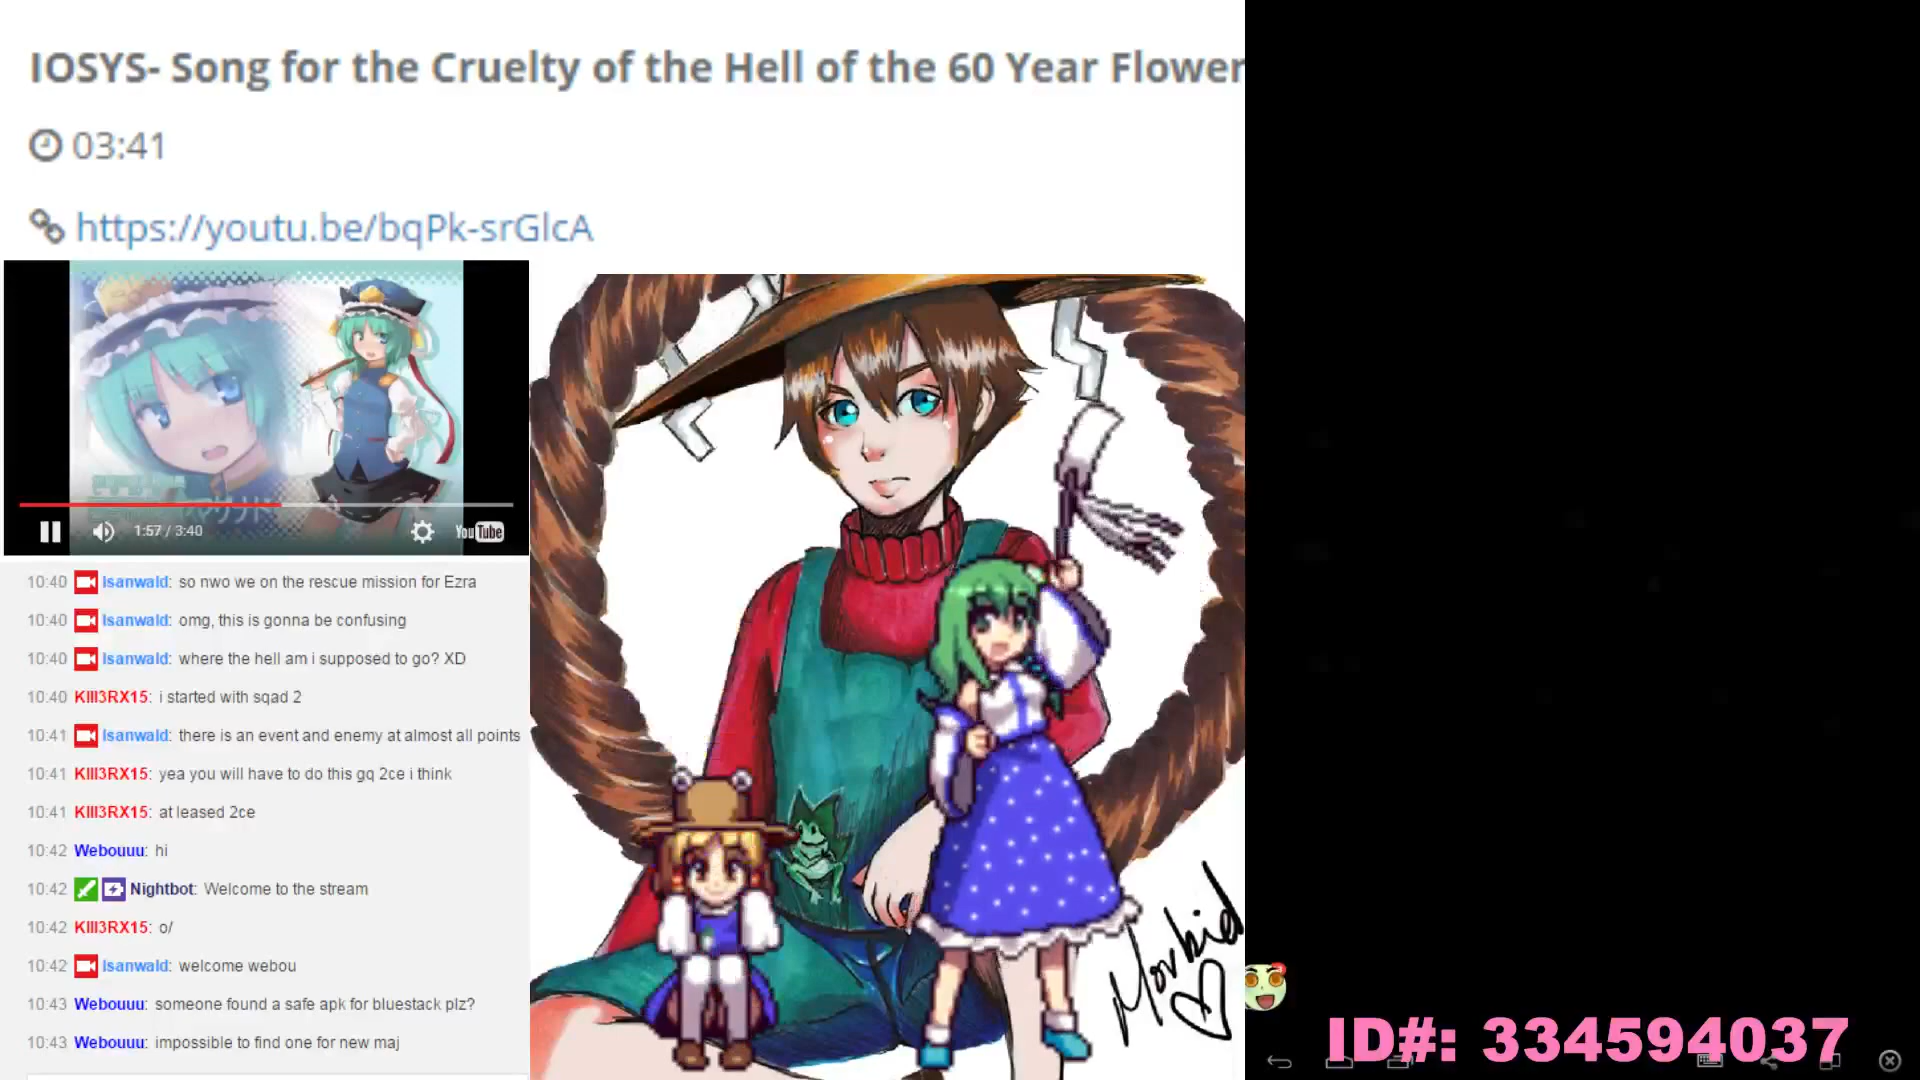 IOSYS- Song for the Cruelty of the Hell of the 60 Year Flower
03:41
https://youtu.be/bqPk-srGlcA
1:57 / 3:40
YouTube
10:40 Isanwald: so nwo we on the rescue mission for Ezra
10:40 Isanwald: omg, this is gonna be confusing
10:40 Isanwald: where the hell am i supposed to go? XD
10:40 KIll3RX15: i started with sqad 2
10:41 Isanwald: there is an event and enemy at almost all points
10:41 KIll3RX15: yea you will have to do this gq 2ce i think
10:41 KIll3RX15: at leased 2ce
10:42 Webouuu: hi
10:42 Nightbot: Welcome to the stream
10:42 KIll3RX15: o/
10:42 Isanwald: welcome webou
10:43 Webouuu: someone found a safe apk for bluestack plz?
10:43 Webouuu: impossible to find one for new maj
Morbid
ID#: 334594037